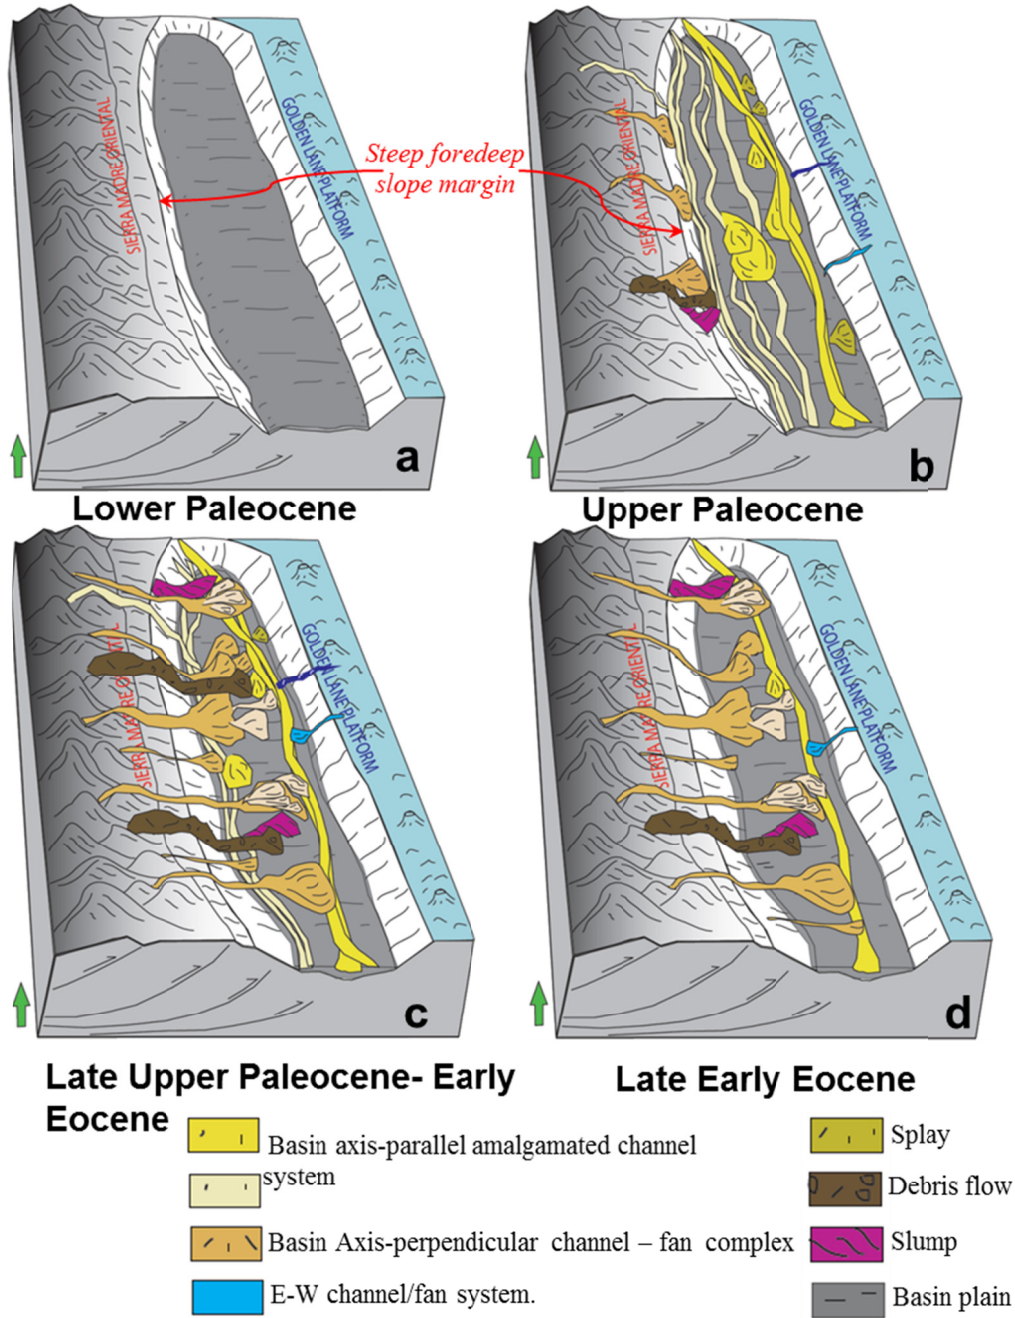 SIERRA MADRE ORIENTAL
GOLDEN LANE PLATFORM
Steep foredeep
slope margin
SIERRA MADRE ORIENTAL
GOLDEN LANE PLATFORM
a
b
Lower Paleocene
Upper Paleocene
SIERRA MADRE ORIENTAL
GOLDEN LANE PLATFORM
SIERRA MADRE ORIENTAL
GOLDEN LANE PLATFORM
c
d
Late Upper Paleocene- Early
Eocene
Late Early Eocene
Basin axis-parallel amalgamated channel
system
Basin Axis-perpendicular channel – fan complex
E-W channel/fan system.
Splay
Debris flow
Slump
Basin plain